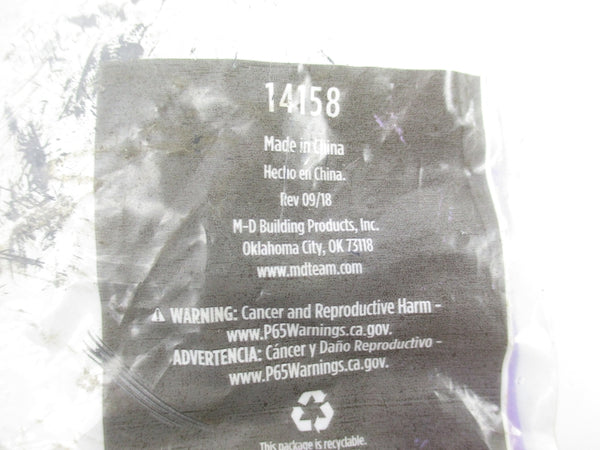 14158
Made in China
Hecho en China.
Rev 09/18
M-D Building Products, Inc.
Oklahoma City, OK 73118
www.mdteam.com
⚠ WARNING: Cancer and Reproductive Harm -
www.P65Warnings.ca.gov.
ADVERTENCIA: Cáncer y Daño Reproductivo -
www.P65Warnings.ca.gov.
This package is recyclable.